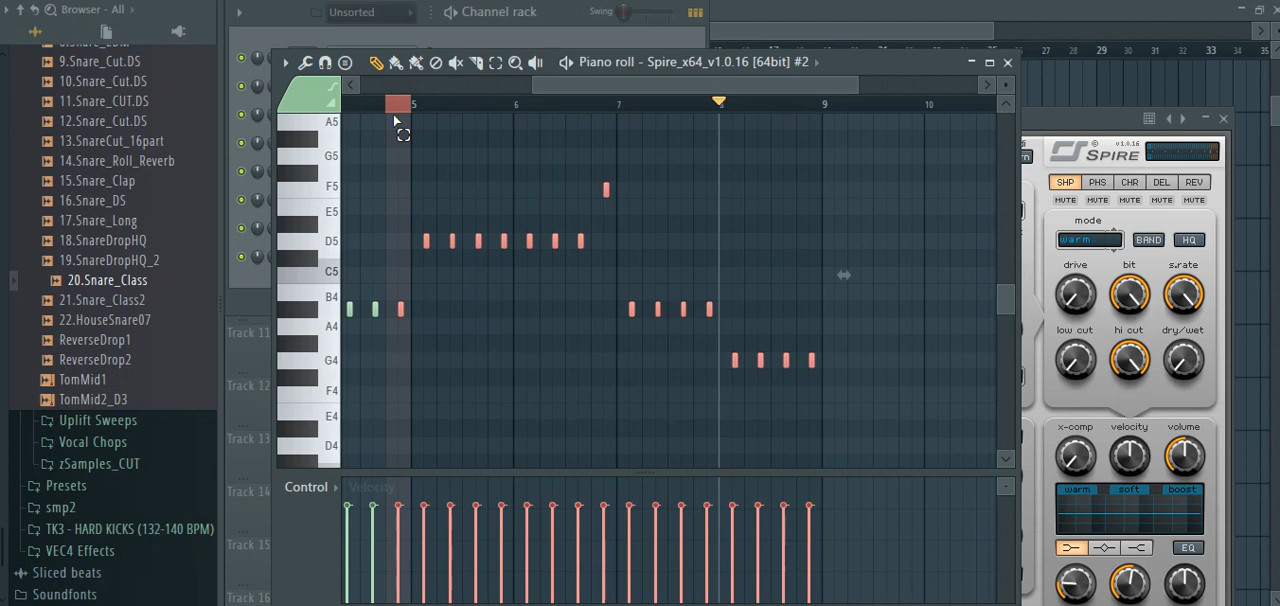 Browser - All
8.Snare_EDM
9.Snare_Cut.DS
10.Snare_Cut.DS
11.Snare_CUT.DS
12.Snare_Cut.DS
13.SnareCut_16part
14.Snare_Roll_Reverb
15.Snare_Clap
16.Snare_DS
17.Snare_Long
18.SnareDropHQ
19.SnareDropHQ_2
20.Snare_Class
21.Snare_Class2
22.HouseSnare07
ReverseDrop1
ReverseDrop2
TomMid1
TomMid2_D3
Uplift Sweeps
Vocal Chops
zSamples_CUT
Presets
smp2
TK3 - HARD KICKS (132-140 BPM)
VEC4 Effects
Sliced beats
Soundfonts
Unsorted
Channel rack
Swing
Track 11
Track 12
Track 13
Track 14
Track 15
Track 16
Piano roll - Spire_x64_v1.0.16 [64bit] #2
5 6 7 8 9 10
A5
G5
F5
E5
D5
C5
B4
A4
G4
F4
E4
D4
Control
Velocity
27 28 29 30 31 32 33 34 35
SPIRE
v1.0.16
SHP PHS CHR DEL REV
MUTE MUTE MUTE MUTE MUTE
mode
warm BAND HQ
drive bit s.rate
low cut hi cut dry/wet
x-comp velocity volume
warm soft boost
EQ